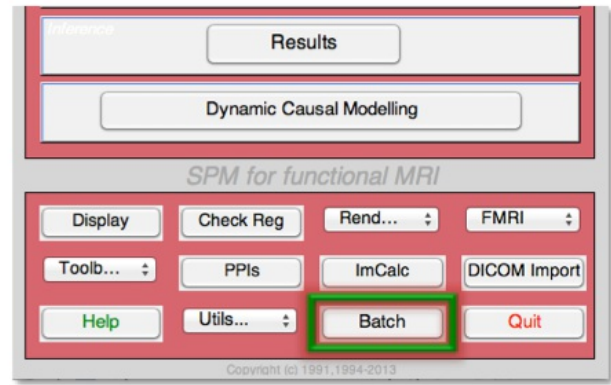 Inference
Results
Dynamic Causal Modelling
SPM for functional MRI
Display Check Reg Rend... FMRI
Toolb... PPIs ImCalc DICOM Import
Help Utils... Batch Quit
Copyright (c) 1991,1994-2013